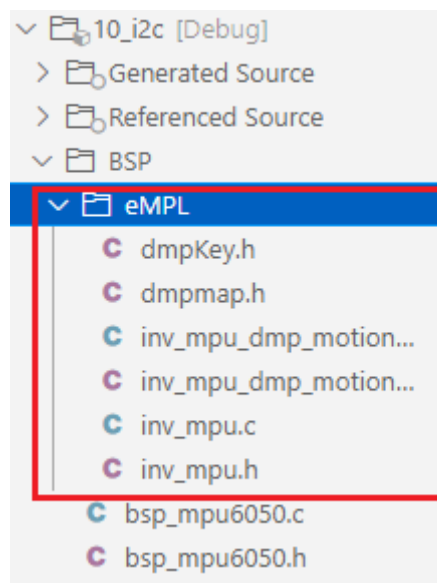 10_i2c [Debug]
Generated Source
Referenced Source
BSP
eMPL
C dmpKey.h
C dmpmap.h
C inv_mpu_dmp_motion...
C inv_mpu_dmp_motion...
C inv_mpu.c
C inv_mpu.h
C bsp_mpu6050.c
C bsp_mpu6050.h